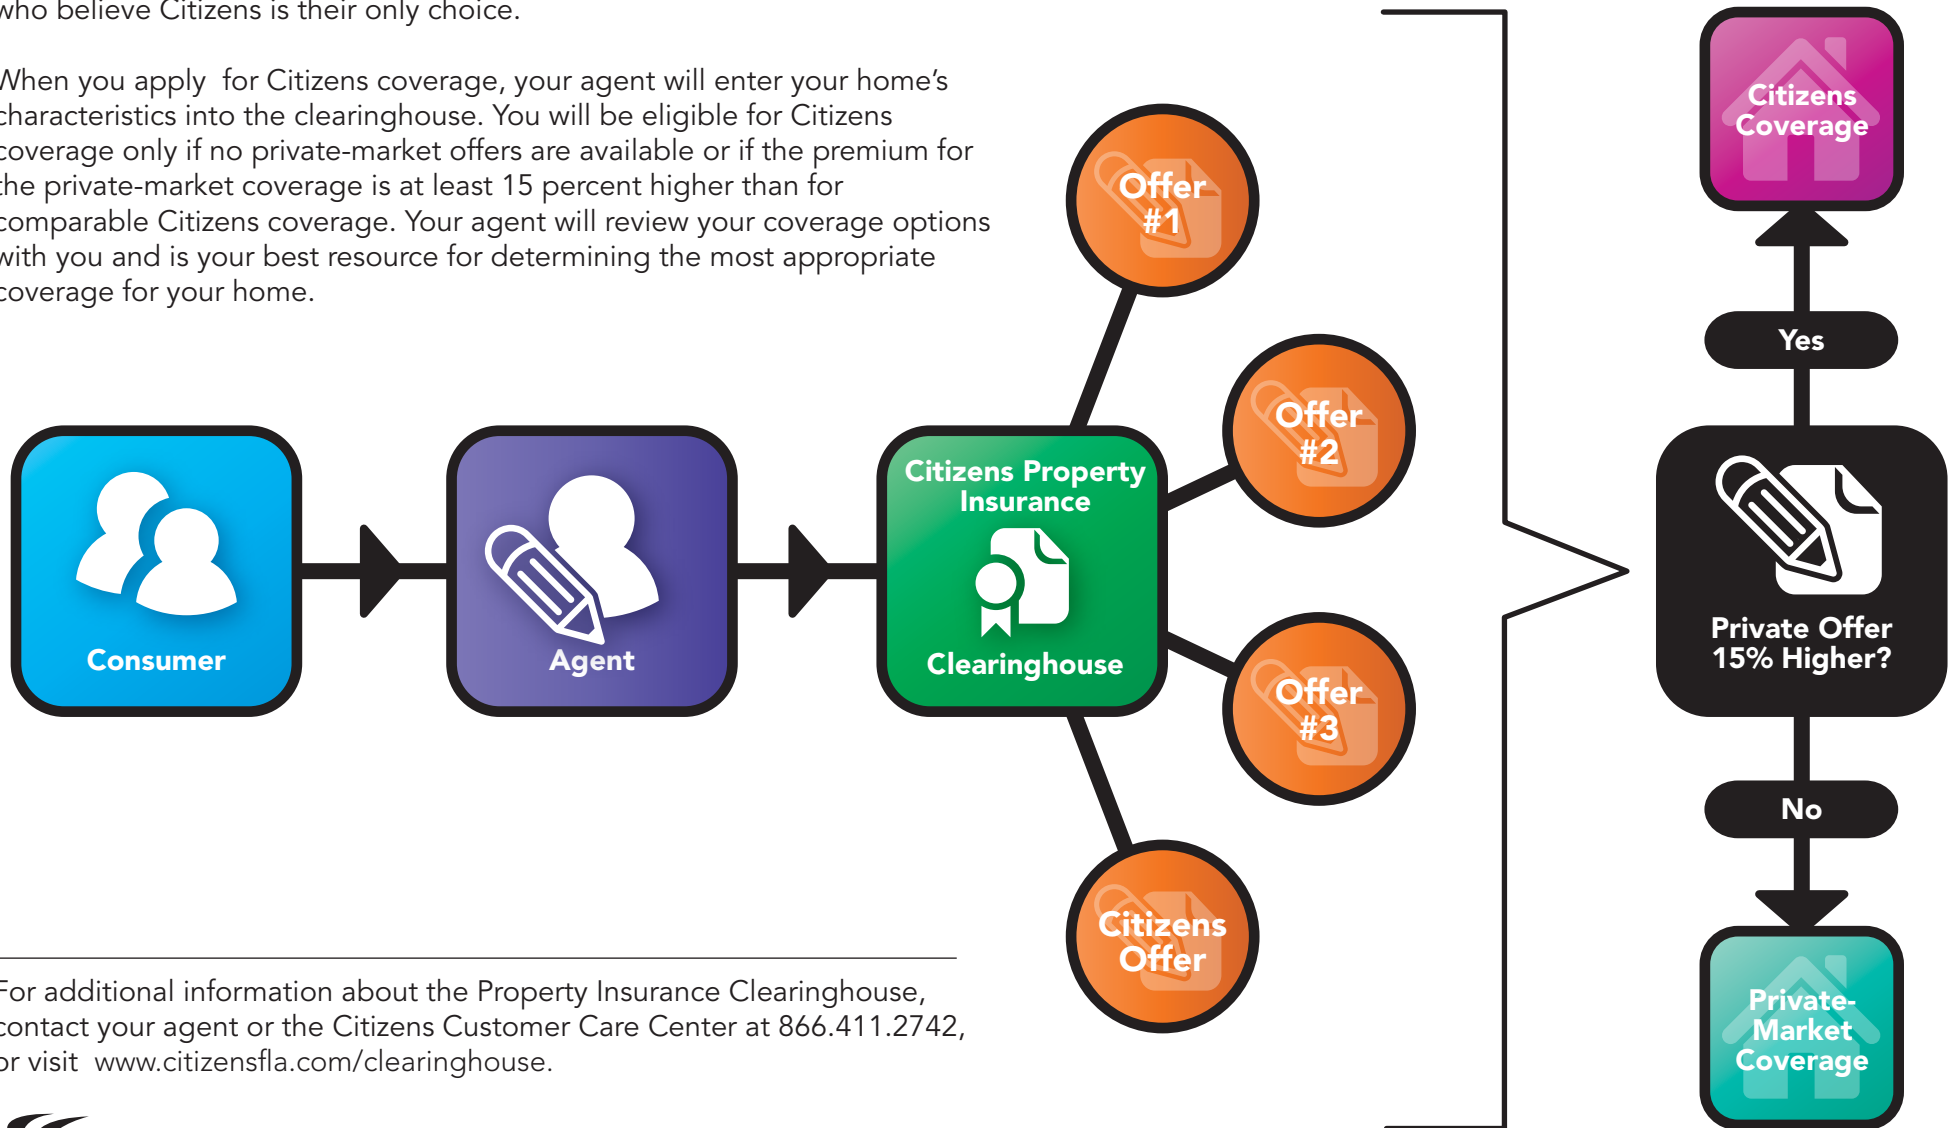 who believe Citizens is their only choice.
When you apply  for Citizens coverage, your agent will enter your home's
characteristics into the clearinghouse. You will be eligible for Citizens
coverage only if no private-market offers are available or if the premium for
the private-market coverage is at least 15 percent higher than for
comparable Citizens coverage. Your agent will review your coverage options
with you and is your best resource for determining the most appropriate
coverage for your home.
Consumer
Agent
Citizens Property
Insurance
Clearinghouse
Offer
#1
Offer
#2
Offer
#3
Citizens
Offer
Citizens
Coverage
Yes
Private Offer
15% Higher?
No
Private-
Market
Coverage
For additional information about the Property Insurance Clearinghouse,
contact your agent or the Citizens Customer Care Center at 866.411.2742,
or visit  www.citizensfla.com/clearinghouse.